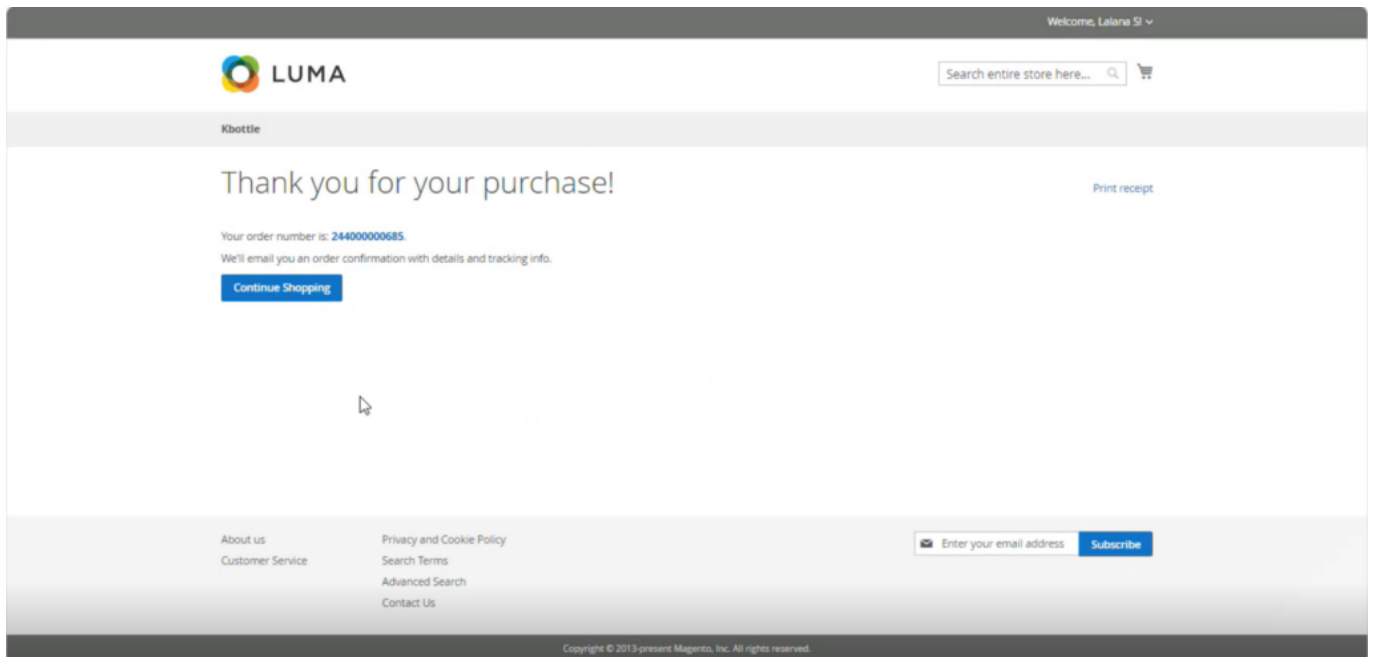 Welcome, Lalana Sl
LUMA
Search entire store here...
Kbottle
Thank you for your purchase!
Print receipt
Your order number is: 244000000685.
We'll email you an order confirmation with details and tracking info.
Continue Shopping
About us
Customer Service
Privacy and Cookie Policy
Search Terms
Advanced Search
Contact Us
Enter your email address
Subscribe
Copyright © 2013-present Magento, Inc. All rights reserved.